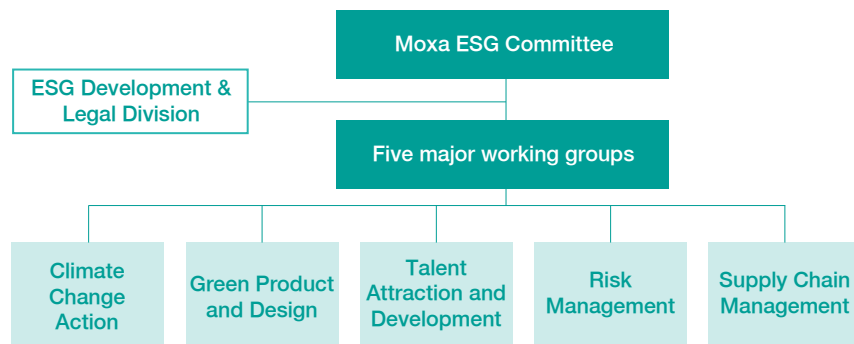 Moxa ESG Committee
ESG Development &
Legal Division
Five major working groups
Climate
Change
Action
Green Product
and Design
Talent
Attraction and
Development
Risk
Management
Supply Chain
Management